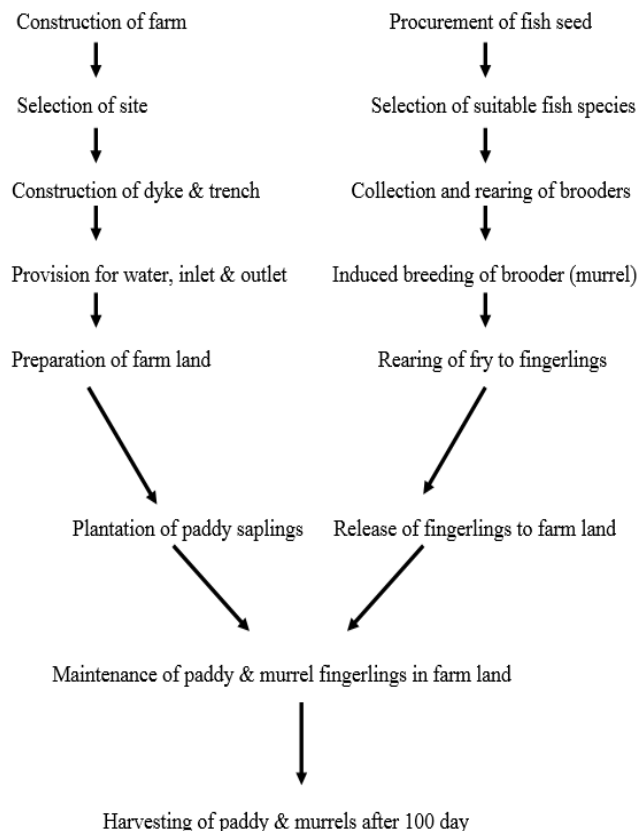 Construction of farm
Procurement of fish seed
Selection of site
Selection of suitable fish species
Construction of dyke & trench
Collection and rearing of brooders
Provision for water, inlet & outlet
Induced breeding of brooder (murrel)
Preparation of farm land
Rearing of fry to fingerlings
Plantation of paddy saplings
Release of fingerlings to farm land
Maintenance of paddy & murrel fingerlings in farm land
Harvesting of paddy & murrels after 100 day